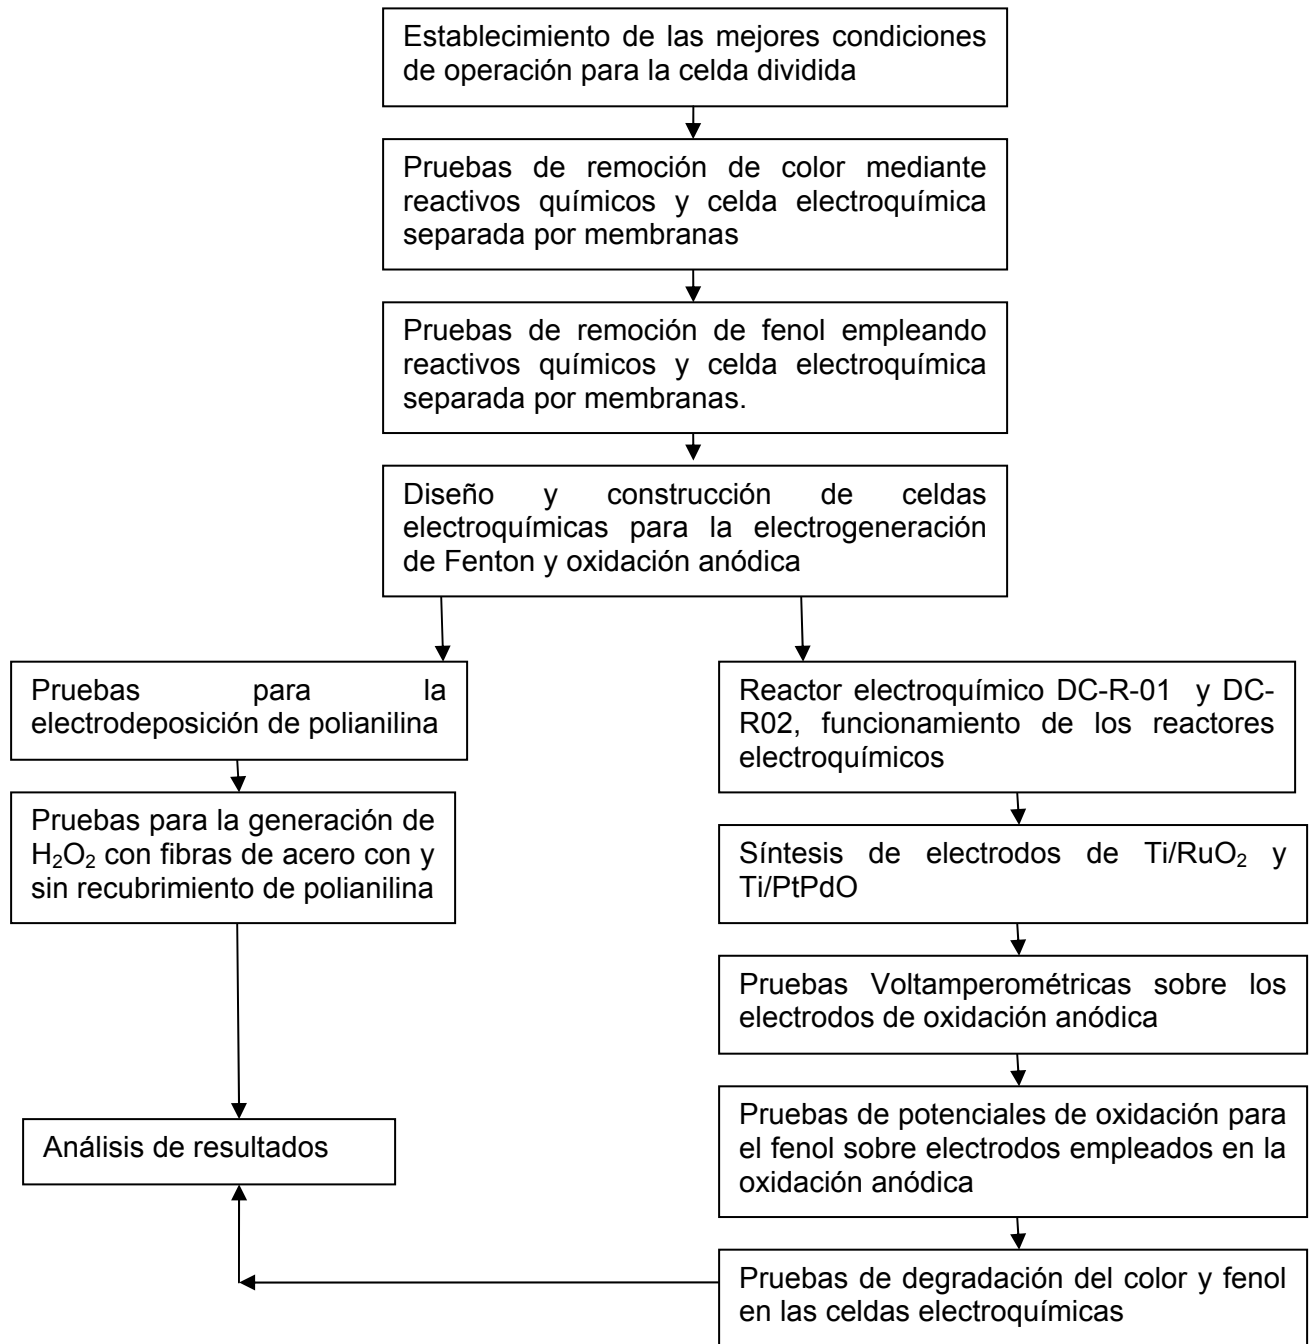 Establecimiento de las mejores condiciones
de operación para la celda dividida
Pruebas de remoción de color mediante
reactivos químicos y celda electroquímica
separada por membranas
Pruebas de remoción de fenol empleando
reactivos químicos y celda electroquímica
separada por membranas.
Diseño y construcción de celdas
electroquímicas para la electrogeneración
de Fenton y oxidación anódica
Pruebas para la
electrodeposición de polianilina
Pruebas para la generación de
H₂O₂ con fibras de acero con y
sin recubrimiento de polianilina
Análisis de resultados
Reactor electroquímico DC-R-01 y DC-
R02, funcionamiento de los reactores
electroquímicos
Síntesis de electrodos de Ti/RuO₂ y
Ti/PtPdO
Pruebas Voltamperométricas sobre los
electrodos de oxidación anódica
Pruebas de potenciales de oxidación para
el fenol sobre electrodos empleados en la
oxidación anódica
Pruebas de degradación del color y fenol
en las celdas electroquímicas